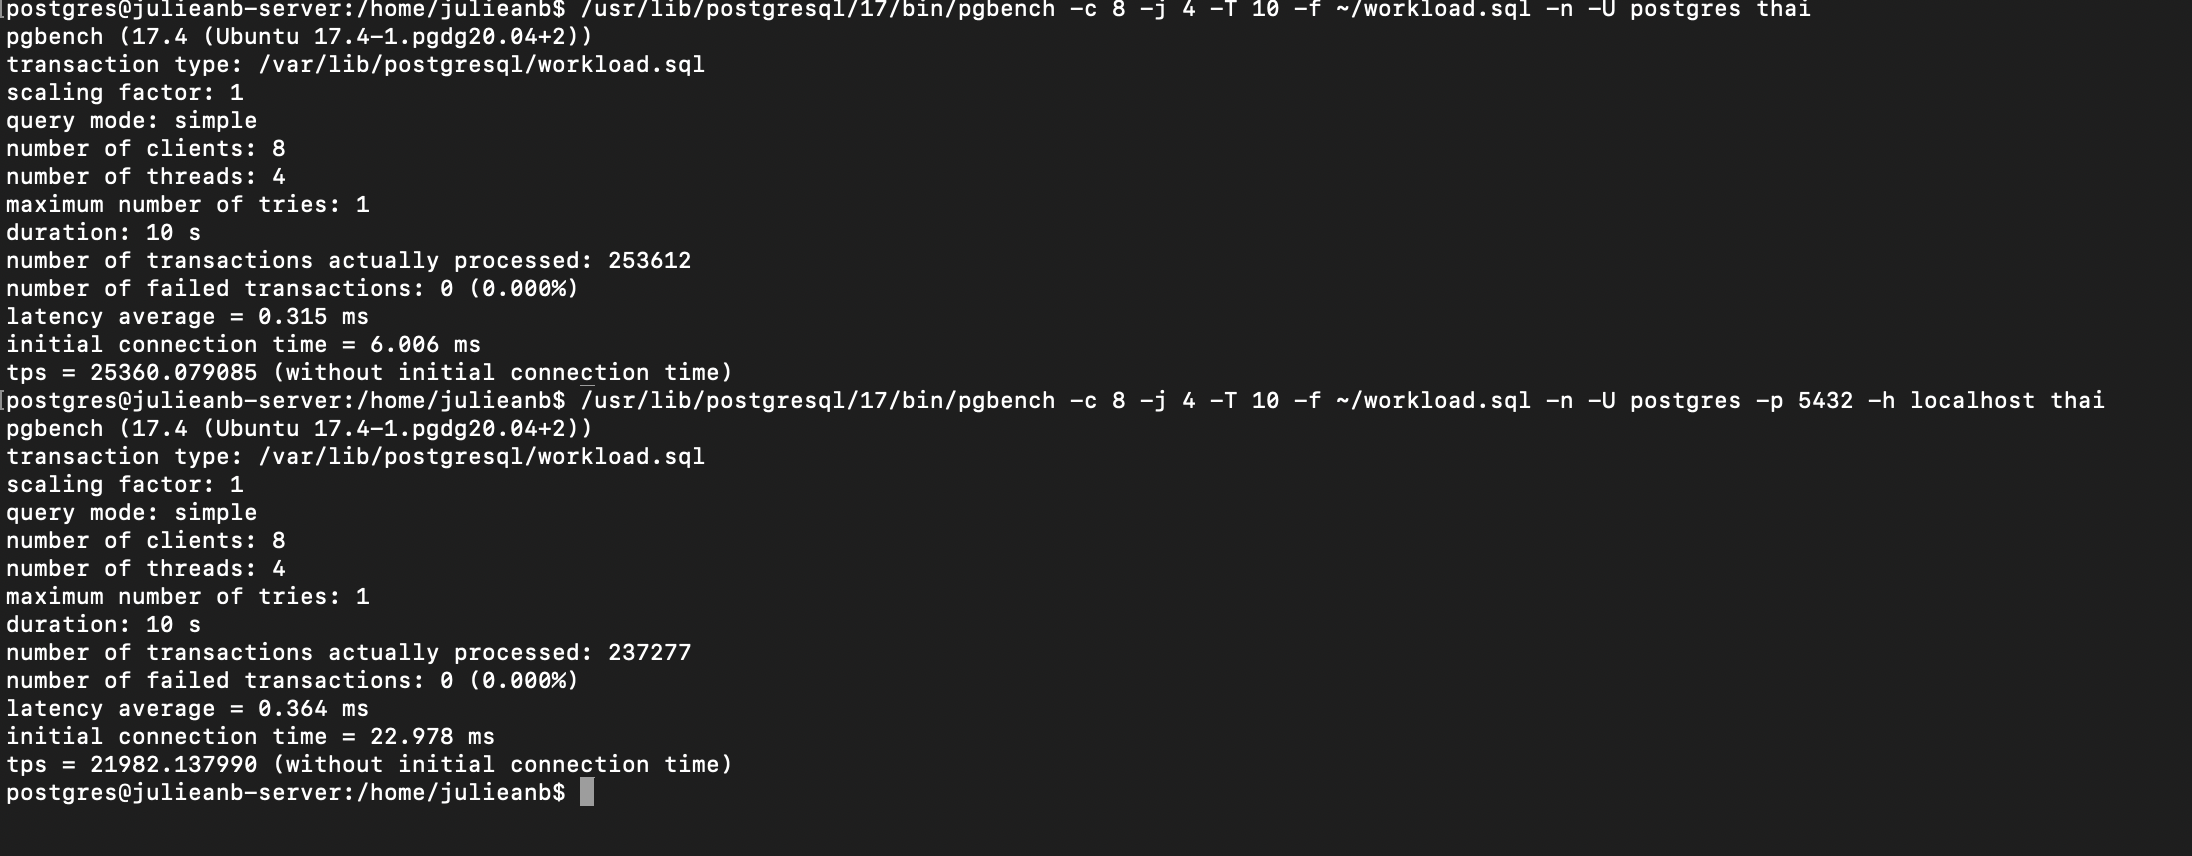 [postgres@julieanb-server:/home/julieanb$ /usr/lib/postgresql/17/bin/pgbench -c 8 -j 4 -T 10 -f ~/workload.sql -n -U postgres thai
pgbench (17.4 (Ubuntu 17.4-1.pgdg20.04+2))
transaction type: /var/lib/postgresql/workload.sql
scaling factor: 1
query mode: simple
number of clients: 8
number of threads: 4
maximum number of tries: 1
duration: 10 s
number of transactions actually processed: 253612
number of failed transactions: 0 (0.000%)
latency average = 0.315 ms
initial connection time = 6.006 ms
tps = 25360.079085 (without initial connection time)
[postgres@julieanb-server:/home/julieanb$ /usr/lib/postgresql/17/bin/pgbench -c 8 -j 4 -T 10 -f ~/workload.sql -n -U postgres -p 5432 -h localhost thai
pgbench (17.4 (Ubuntu 17.4-1.pgdg20.04+2))
transaction type: /var/lib/postgresql/workload.sql
scaling factor: 1
query mode: simple
number of clients: 8
number of threads: 4
maximum number of tries: 1
duration: 10 s
number of transactions actually processed: 237277
number of failed transactions: 0 (0.000%)
latency average = 0.364 ms
initial connection time = 22.978 ms
tps = 21982.137990 (without initial connection time)
postgres@julieanb-server:/home/julieanb$